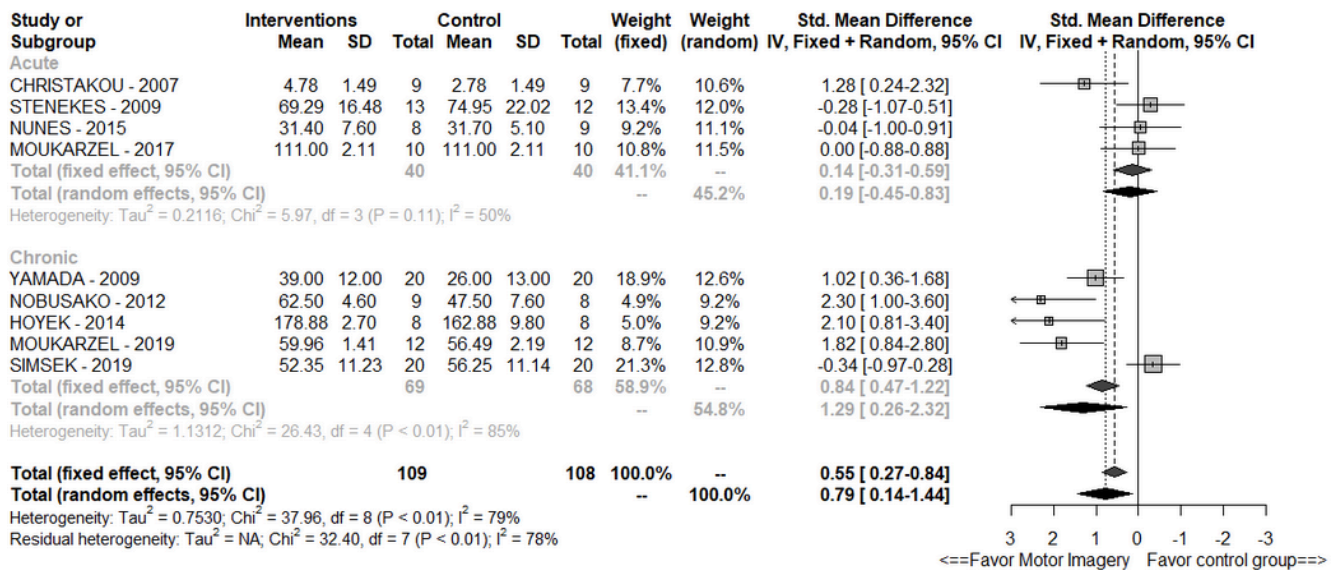 Study or Interventions Control Weight Weight Std. Mean Difference Std. Mean Difference
Subgroup Mean SD Total Mean SD Total (fixed) (random) IV, Fixed + Random, 95% CI IV, Fixed + Random, 95% CI
Acute
CHRISTAKOU - 2007 4.78 1.49 9 2.78 1.49 9 7.7% 10.6% 1.28 [ 0.24-2.32]
STENEKES - 2009 69.29 16.48 13 74.95 22.02 12 13.4% 12.0% -0.28 [-1.07-0.51]
NUNES - 2015 31.40 7.60 8 31.70 5.10 9 9.2% 11.1% -0.04 [-1.00-0.91]
MOUKARZEL - 2017 111.00 2.11 10 111.00 2.11 10 10.8% 11.5% 0.00 [-0.88-0.88]
Total (fixed effect, 95% CI) 40 40 41.1% -- 0.14 [-0.31-0.59]
Total (random effects, 95% CI) -- 45.2% 0.19 [-0.45-0.83]
Heterogeneity: Tau² = 0.2116; Chi² = 5.97, df = 3 (P = 0.11); I² = 50%
Chronic
YAMADA - 2009 39.00 12.00 20 26.00 13.00 20 18.9% 12.6% 1.02 [ 0.36-1.68]
NOBUSAKO - 2012 62.50 4.60 9 47.50 7.60 8 4.9% 9.2% 2.30 [ 1.00-3.60]
HOYEK - 2014 178.88 2.70 8 162.88 9.80 8 5.0% 9.2% 2.10 [ 0.81-3.40]
MOUKARZEL - 2019 59.96 1.41 12 56.49 2.19 12 8.7% 10.9% 1.82 [ 0.84-2.80]
SIMSEK - 2019 52.35 11.23 20 56.25 11.14 20 21.3% 12.8% -0.34 [-0.97-0.28]
Total (fixed effect, 95% CI) 69 68 58.9% -- 0.84 [ 0.47-1.22]
Total (random effects, 95% CI) -- 54.8% 1.29 [ 0.26-2.32]
Heterogeneity: Tau² = 1.1312; Chi² = 26.43, df = 4 (P < 0.01); I² = 85%
Total (fixed effect, 95% CI) 109 108 100.0% -- 0.55 [ 0.27-0.84]
Total (random effects, 95% CI) -- 100.0% 0.79 [ 0.14-1.44]
Heterogeneity: Tau² = 0.7530; Chi² = 37.96, df = 8 (P < 0.01); I² = 79%
Residual heterogeneity: Tau² = NA; Chi² = 32.40, df = 7 (P < 0.01); I² = 78%
3 2 1 0 -1 -2 -3
<==Favor Motor Imagery Favor control group==>